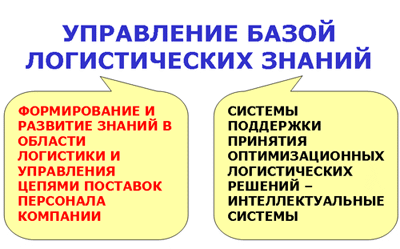 УПРАВЛЕНИЕ БАЗОЙ
ЛОГИСТИЧЕСКИХ ЗНАНИЙ
ФОРМИРОВАНИЕ И
РАЗВИТИЕ ЗНАНИЙ В
ОБЛАСТИ
ЛОГИСТИКИ И
УПРАВЛЕНИЯ
ЦЕПЯМИ ПОСТАВОК
ПЕРСОНАЛА
КОМПАНИИ
СИСТЕМЫ
ПОДДЕРЖКИ
ПРИНЯТИЯ
ОПТИМИЗАЦИОННЫХ
ЛОГИСТИЧЕСКИХ
РЕШЕНИЙ –
ИНТЕЛЛЕКТУАЛЬНЫЕ
СИСТЕМЫ